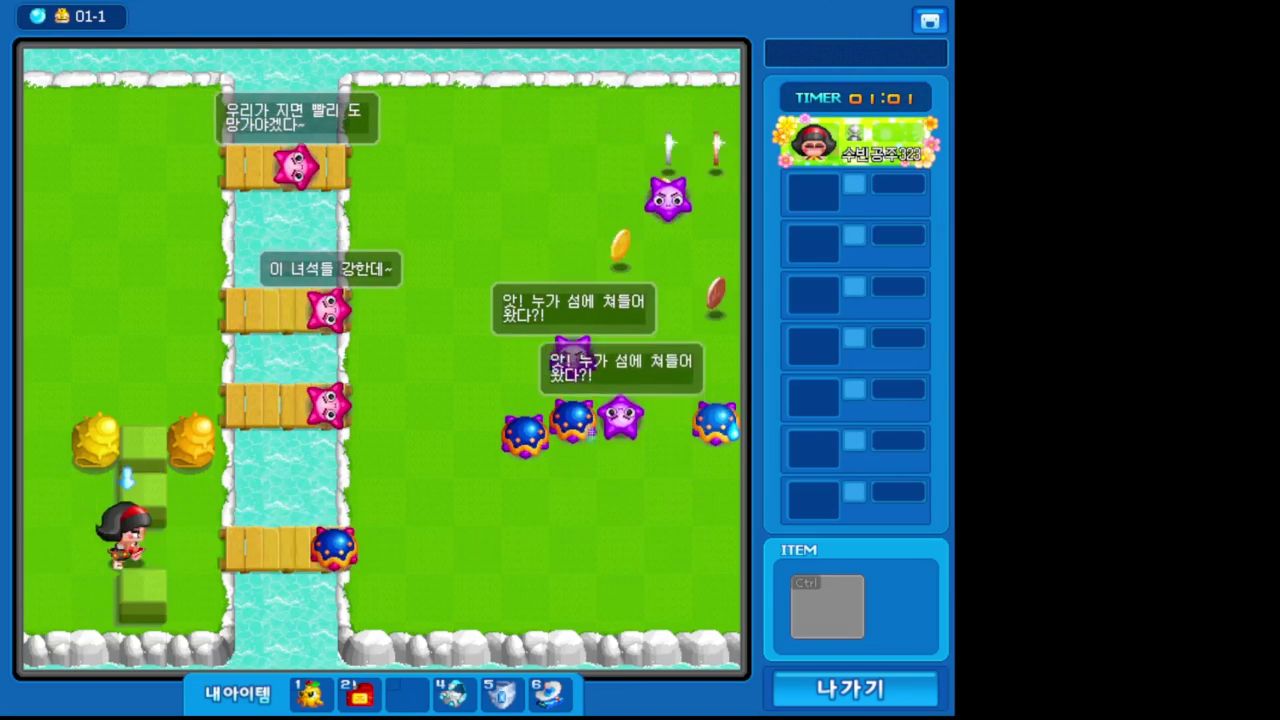 01-1
우리가 지면 빨리 도
망가야겠다~
이 녀석들 강한데~
앗! 누가 섬에 쳐들어
왔다?!
앗! 누가 섬에 쳐들어
왔다?!
TIMER 01:01
수빈공주323
ITEM
Ctrl
나가기
내 아이템
1
2
4
5
6